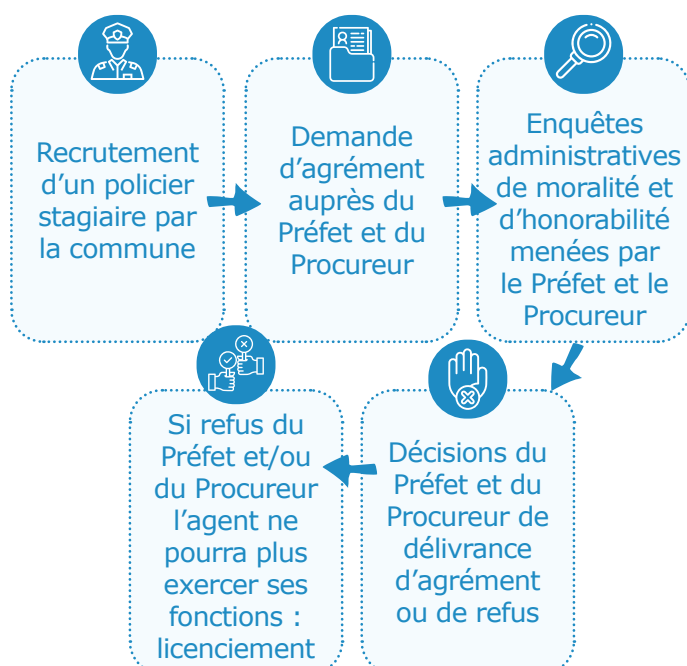 Recrutement
d'un policier
stagiaire par
la commune
Demande
d'agrément
auprès du
Préfet et du
Procureur
Enquêtes
administratives
de moralité et
d'honorabilité
menées par
le Préfet et le
Procureur
Décisions du
Préfet et du
Procureur de
délivrance
d'agrément
ou de refus
Si refus du
Préfet et/ou
du Procureur
l'agent ne
pourra plus
exercer ses
fonctions :
licenciement